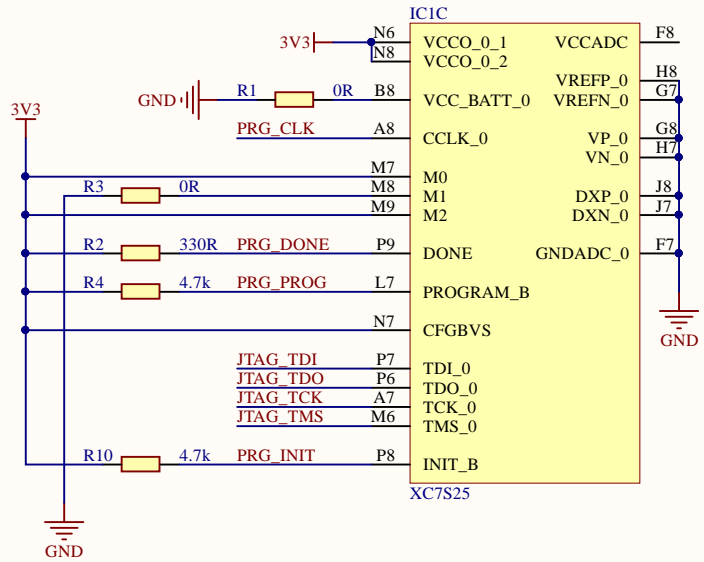 IC1C
3V3 N6 VCCO_0_1 VCCADC F8
N8 VCCO_0_2
VREFP_0 H8
GND R1 0R B8 VCC_BATT_0 VREFN_0 G7
3V3
PRG_CLK A8 CCLK_0 VP_0 G8
VN_0 H7
M7 M0
R3 0R M8 M1 DXP_0 J8
M9 M2 DXN_0 J7
R2 330R PRG_DONE P9 DONE GNDADC_0 F7
R4 4.7k PRG_PROG L7 PROGRAM_B
N7 CFGBVS
GND
JTAG_TDI P7 TDI_0
JTAG_TDO P6 TDO_0
JTAG_TCK A7 TCK_0
JTAG_TMS M6 TMS_0
R10 4.7k PRG_INIT P8 INIT_B
XC7S25
GND